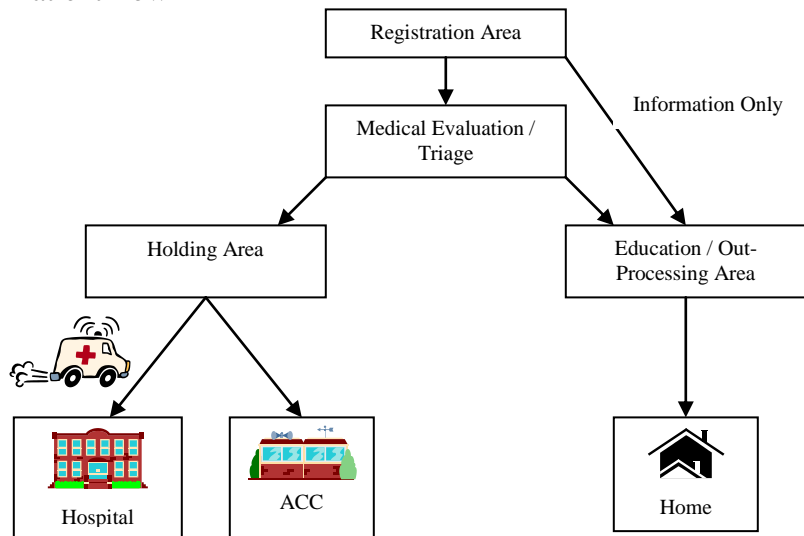 Registration Area
Information Only
Medical Evaluation /
Triage
Holding Area
Education / Out-
Processing Area
Hospital
ACC
Home